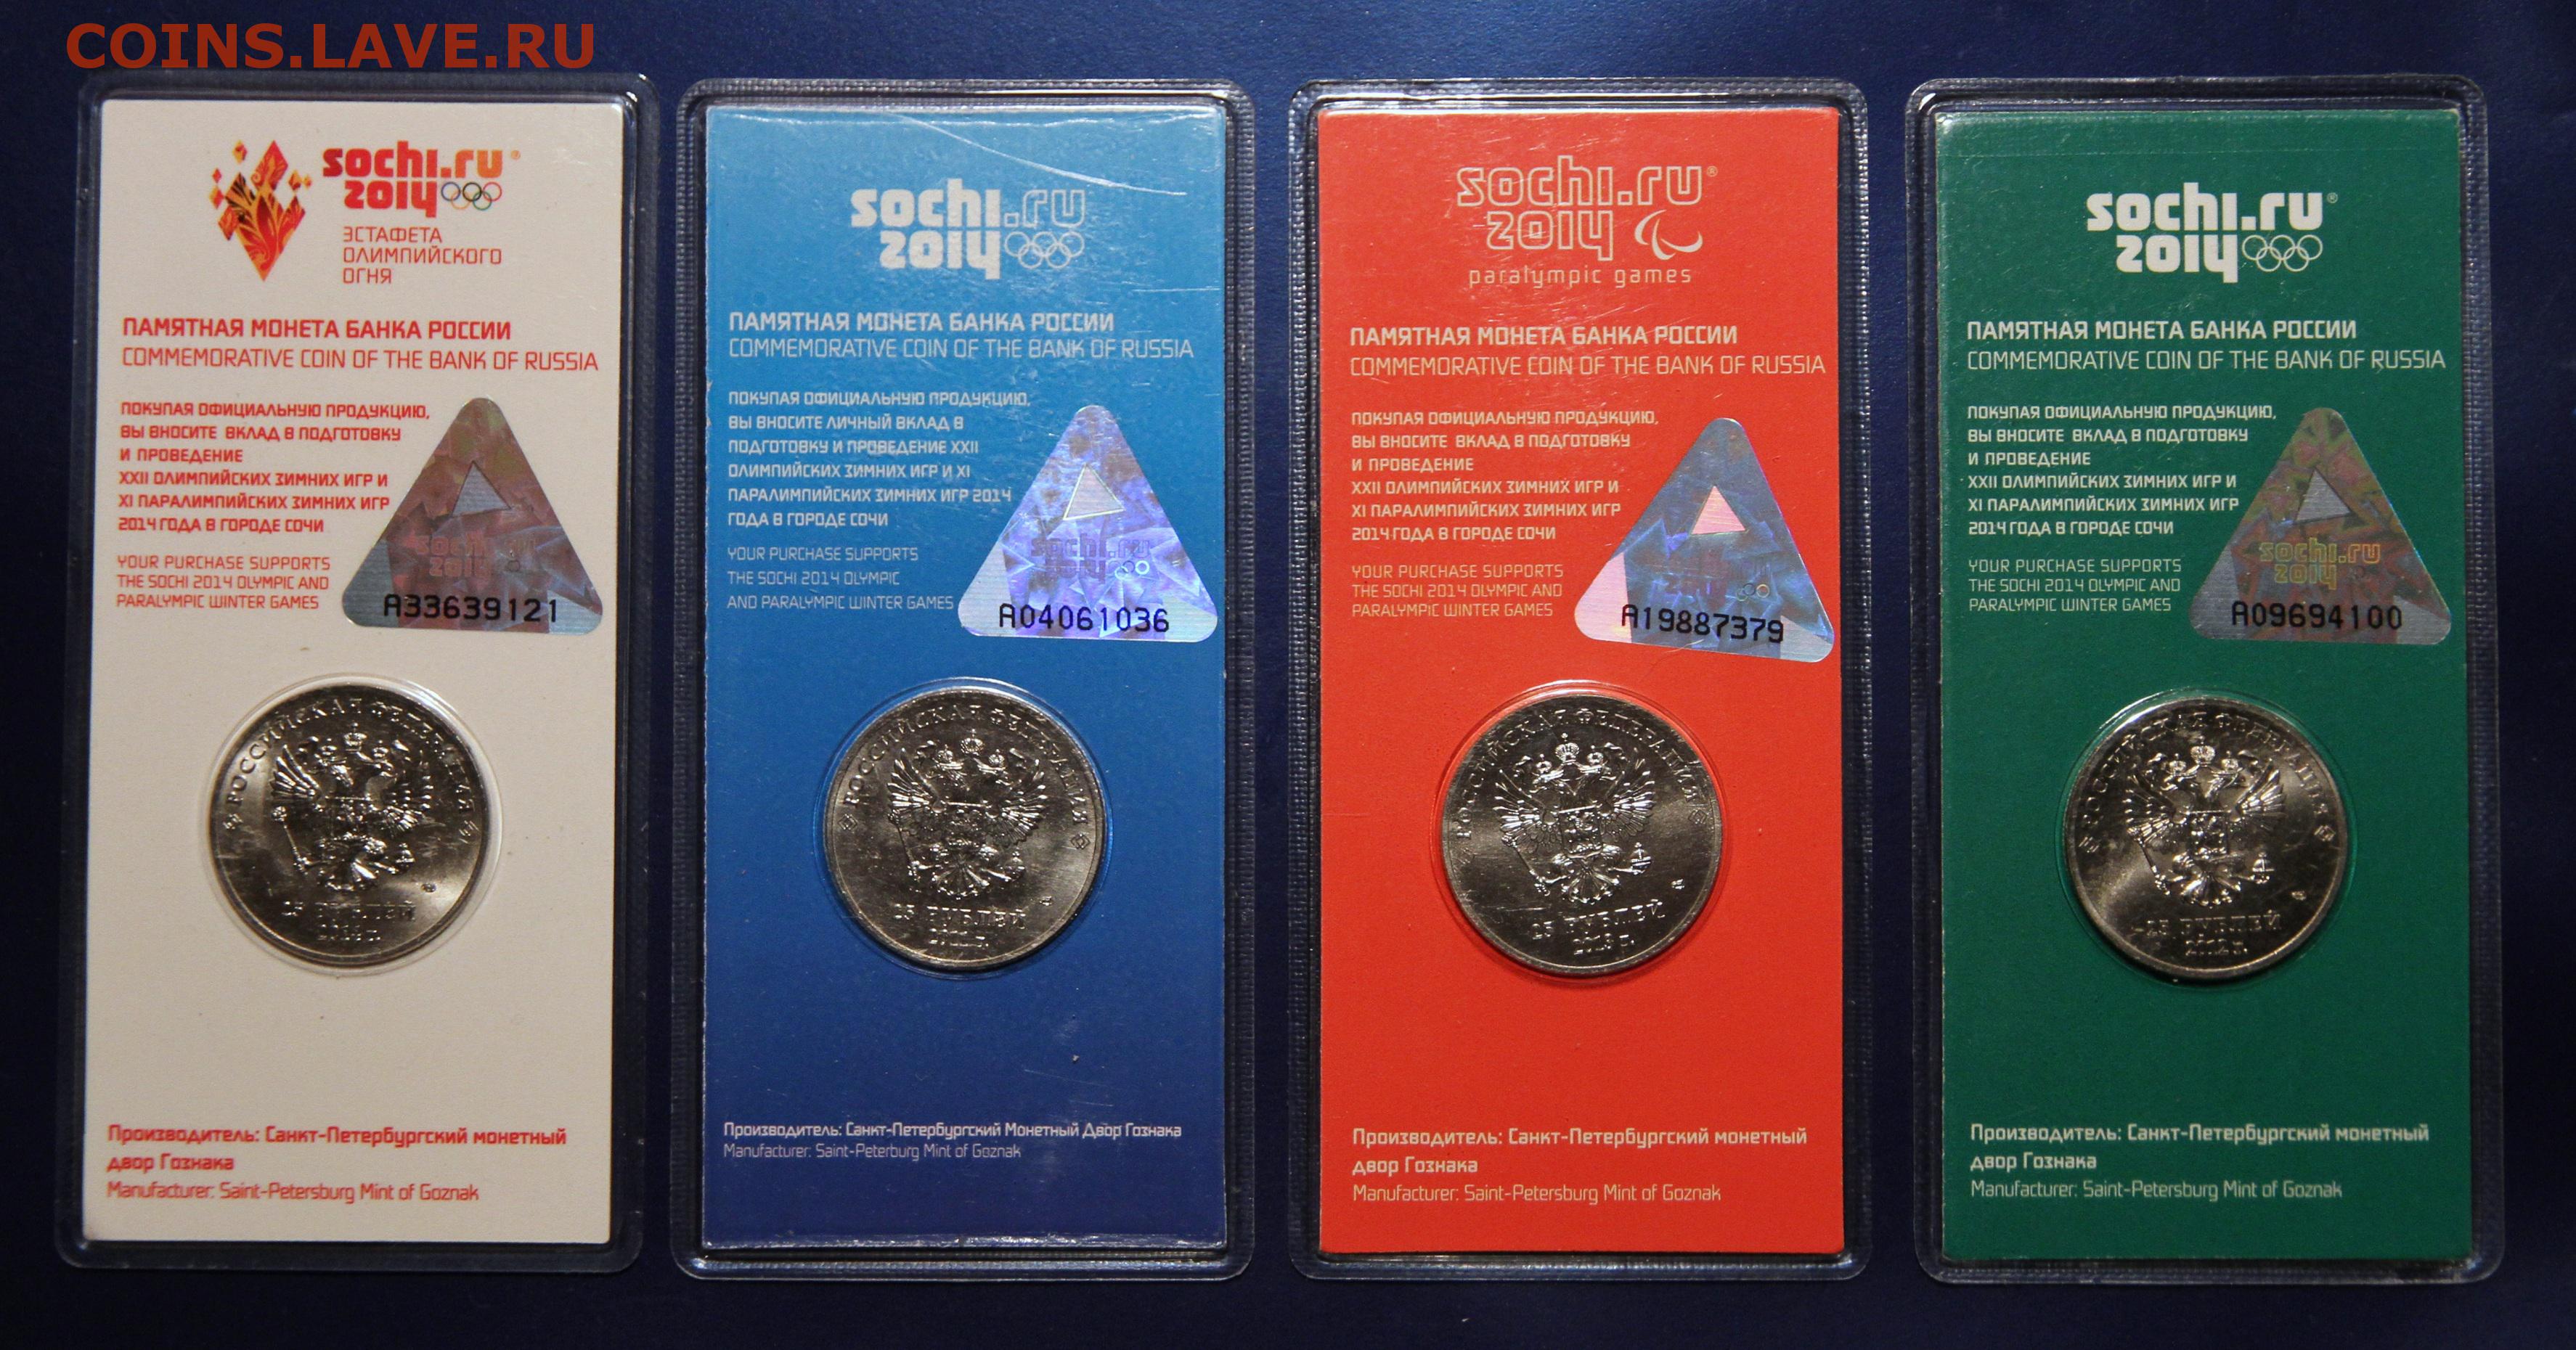 COINS.LAVE.RU
sochi.ru®
2014
ЭСТАФЕТА
ОЛИМПИЙСКОГО
ОГНЯ
ПАМЯТНАЯ МОНЕТА БАНКА РОССИИ
COMMEMORATIVE COIN OF THE BANK OF RUSSIA
ПОКУПАЯ ОФИЦИАЛЬНУЮ ПРОДУКЦИЮ,
ВЫ ВНОСИТЕ ВКЛАД В ПОДГОТОВКУ
И ПРОВЕДЕНИЕ
XXII ОЛИМПИЙСКИХ ЗИМНИХ ИГР И
XI ПАРАЛИМПИЙСКИХ ЗИМНИХ ИГР
2014 ГОДА В ГОРОДЕ СОЧИ
YOUR PURCHASE SUPPORTS
THE SOCHI 2014 OLYMPIC AND
PARALYMPIC WINTER GAMES
sochi.ru
2014
A33639121
РОССИЙСКАЯ ФЕДЕРАЦИЯ
25 РУБЛЕЙ
Производитель: Санкт-Петербургский монетный
двор Гознака
Manufacturer: Saint-Petersburg Mint of Goznak
sochi.ru
2014
ПАМЯТНАЯ МОНЕТА БАНКА РОССИИ
COMMEMORATIVE COIN OF THE BANK OF RUSSIA
ПОКУПАЯ ОФИЦИАЛЬНУЮ ПРОДУКЦИЮ,
ВЫ ВНОСИТЕ ЛИЧНЫЙ ВКЛАД В
ПОДГОТОВКУ И ПРОВЕДЕНИЕ XXII
ОЛИМПИЙСКИХ ЗИМНИХ ИГР И XI
ПАРАЛИМПИЙСКИХ ЗИМНИХ ИГР 2014
ГОДА В ГОРОДЕ СОЧИ
YOUR PURCHASE SUPPORTS
THE SOCHI 2014 OLYMPIC
AND PARALYMPIC WINTER GAMES
sochi.ru
2014
A04061036
РОССИЙСКАЯ ФЕДЕРАЦИЯ
25 РУБЛЕЙ
2011 г.
Производитель: Санкт-Петербургский Монетный Двор Гознака
Manufacturer: Saint-Peterburg Mint of Goznak
sochi.ru®
2014
paralympic games
ПАМЯТНАЯ МОНЕТА БАНКА РОССИИ
COMMEMORATIVE COIN OF THE BANK OF RUSSIA
ПОКУПАЯ ОФИЦИАЛЬНУЮ ПРОДУКЦИЮ,
ВЫ ВНОСИТЕ ВКЛАД В ПОДГОТОВКУ
И ПРОВЕДЕНИЕ
XXII ОЛИМПИЙСКИХ ЗИМНИХ ИГР И
XI ПАРАЛИМПИЙСКИХ ЗИМНИХ ИГР
2014 ГОДА В ГОРОДЕ СОЧИ
YOUR PURCHASE SUPPORTS
THE SOCHI 2014 OLYMPIC AND
PARALYMPIC WINTER GAMES
A19887379
РОССИЙСКАЯ ФЕДЕРАЦИЯ
25 РУБЛЕЙ
2013 г.
Производитель: Санкт-Петербургский монетный
двор Гознака
Manufacturer: Saint-Petersburg Mint of Goznak
sochi.ru®
2014
ПАМЯТНАЯ МОНЕТА БАНКА РОССИИ
COMMEMORATIVE COIN OF THE BANK OF RUSSIA
ПОКУПАЯ ОФИЦИАЛЬНУЮ ПРОДУКЦИЮ,
ВЫ ВНОСИТЕ ВКЛАД В ПОДГОТОВКУ
И ПРОВЕДЕНИЕ
XXII ОЛИМПИЙСКИХ ЗИМНИХ ИГР И
XI ПАРАЛИМПИЙСКИХ ЗИМНИХ ИГР
2014 ГОДА В ГОРОДЕ СОЧИ
YOUR PURCHASE SUPPORTS
THE SOCHI 2014 OLYMPIC AND
PARALYMPIC WINTER GAMES
sochi.ru
2014
A09694100
РОССИЙСКАЯ ФЕДЕРАЦИЯ
25 РУБЛЕЙ
2012 г.
Производитель: Санкт-Петербургский монетный
двор Гознака
Manufacturer: Saint-Petersburg Mint of Goznak